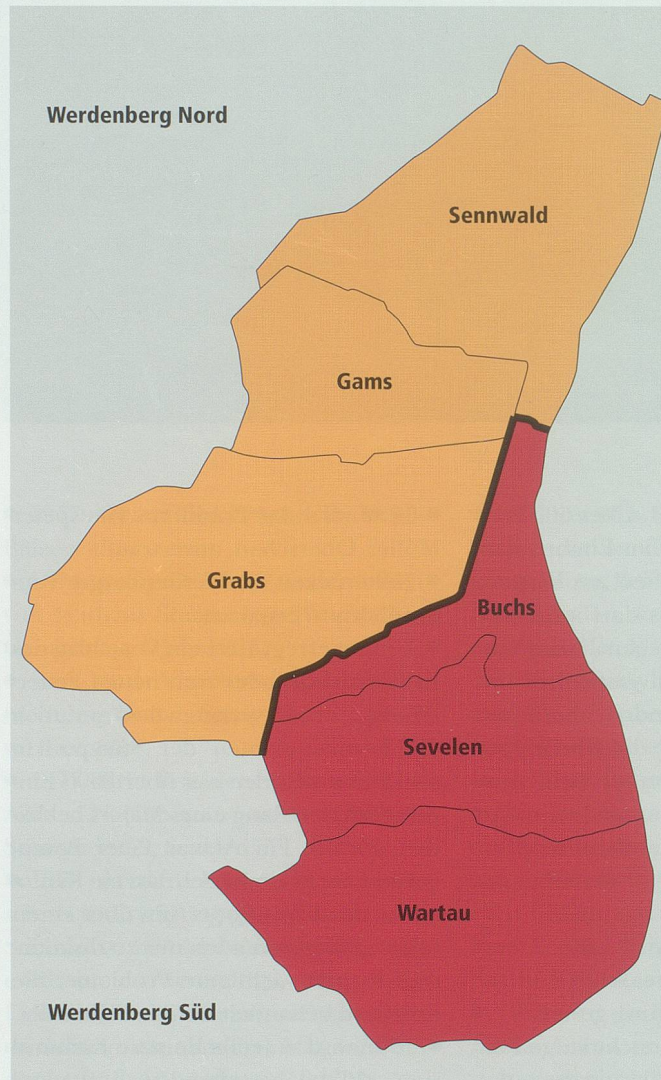 Werdenberg Nord
Sennwald
Gams
Grabs
Buchs
Sevelen
Wartau
Werdenberg Süd